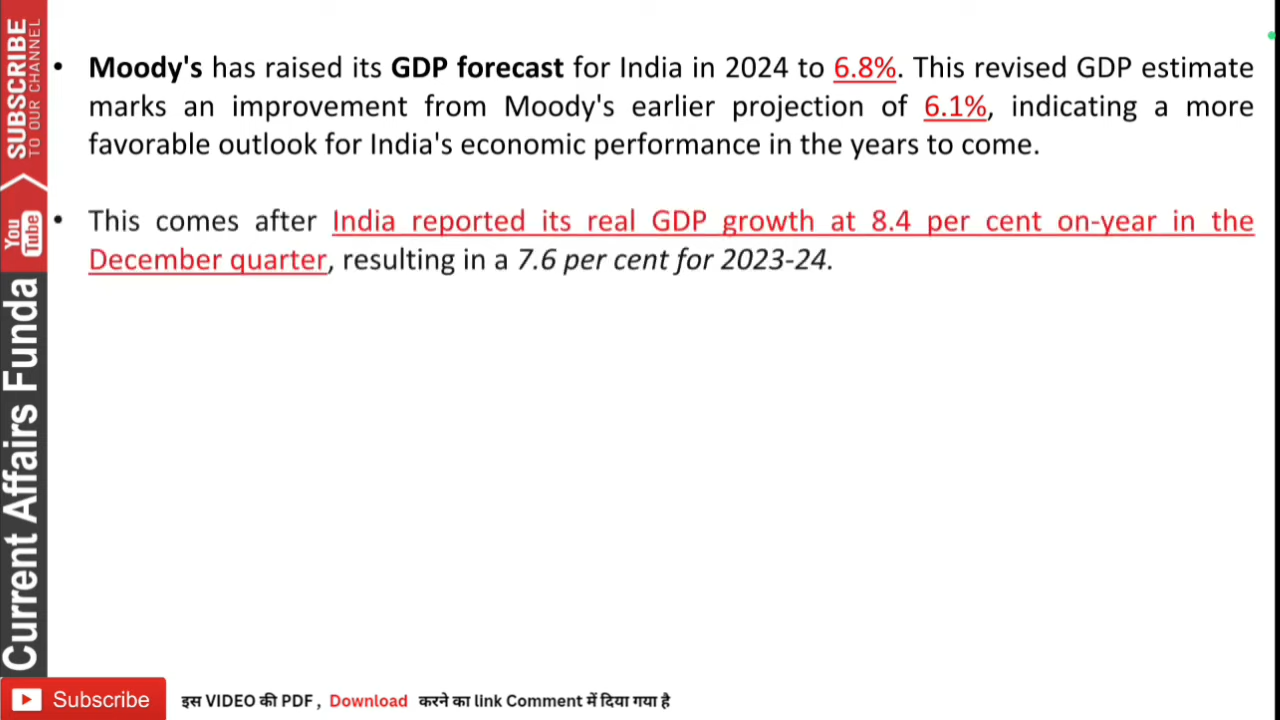 • Moody's has raised its GDP forecast for India in 2024 to 6.8%. This revised GDP estimate
marks an improvement from Moody's earlier projection of 6.1%, indicating a more
favorable outlook for India's economic performance in the years to come.
• This comes after India reported its real GDP growth at 8.4 per cent on-year in the
December quarter, resulting in a 7.6 per cent for 2023-24.
SUBSCRIBE
TO OUR CHANNEL
You
Tube
Current Affairs Funda
Subscribe
इस VIDEO की PDF , Download करने का link Comment में दिया गया है